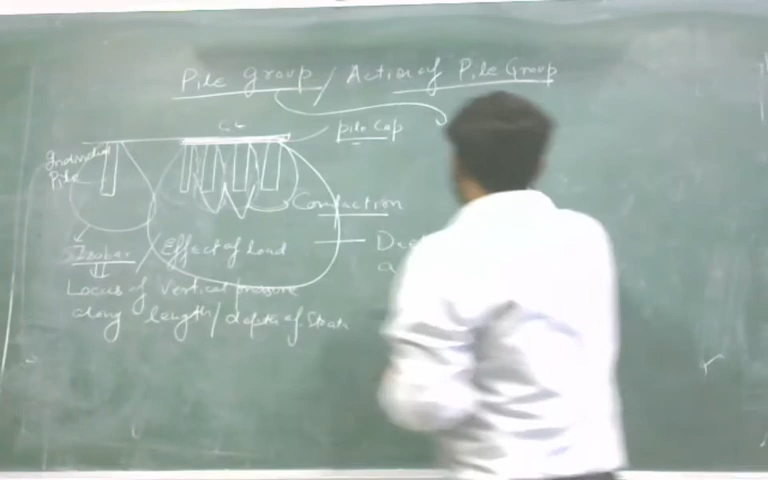 Pile Group / Action of Pile Group
G.L
pile cap
Individual
Pile
Compaction
Isobar
Effect of load
Locus of vertical pressure
along length/depth of Strata